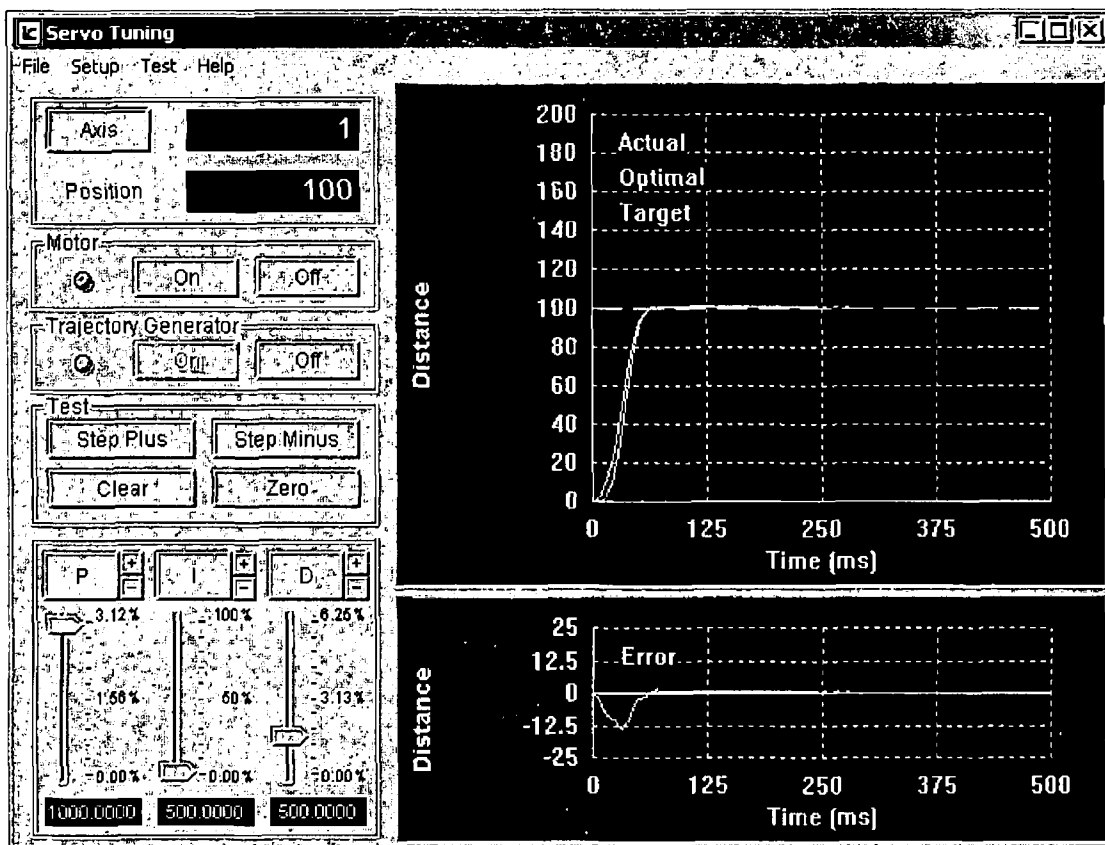 Servo Tuning
File Setup Test Help
Axis 1
Position 100
Motor
On Off
Trajectory Generator
On Off
Test
Step Plus Step Minus
Clear Zero
P + - I + - D +  -
3.12% 100% 6.25%
1.56% 50% 3.13%
0.00% 0.00% 0.00%
1000.0000 500.0000 500.0000
200
180
160
140
120
100
80
60
40
20
0
Distance
Actual
Optimal
Target
0 125 250 375 500
Time (ms)
25
12.5
0
-12.5
-25
Distance
Error
0 125 250 375 500
Time (ms)